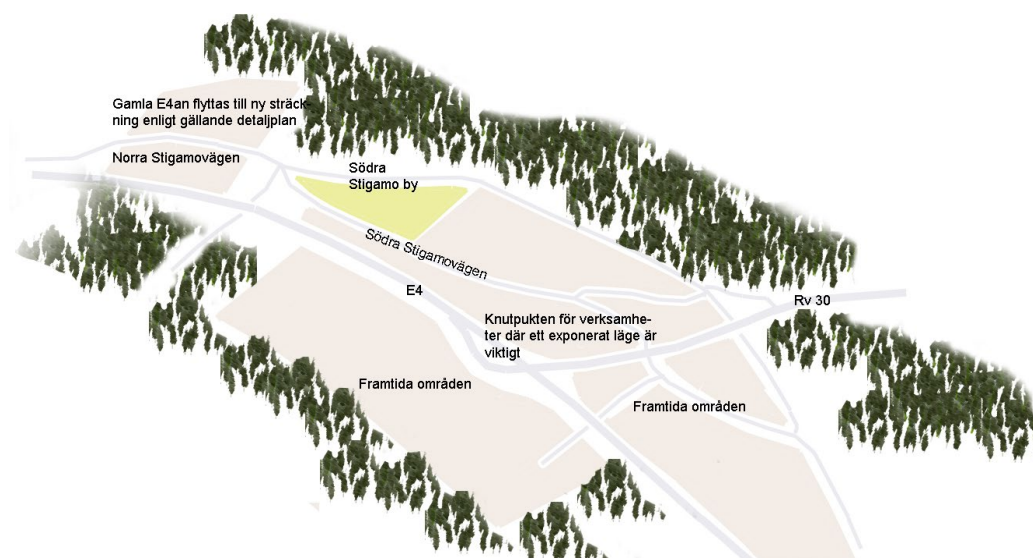 Gamla E4an flyttas till ny sträck-
ning enligt gällande detaljplan
Norra Stigamovägen
Södra
Stigamo by
Södra Stigamovägen
E4
Rv 30
Knutpukten för verksamhe-
ter där ett exponerat läge är
viktigt
Framtida områden
Framtida områden